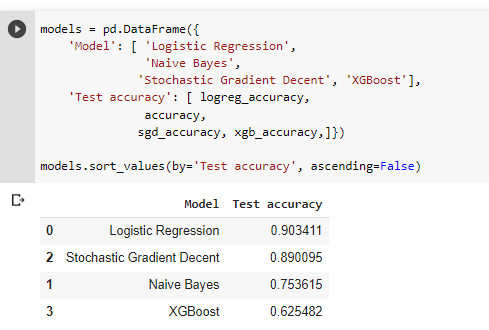 models = pd.DataFrame({
'Model': [ 'Logistic Regression',
'Naive Bayes',
'Stochastic Gradient Decent', 'XGBoost'],
'Test accuracy': [ logreg_accuracy,
accuracy,
sgd_accuracy, xgb_accuracy,]})
models.sort_values(by='Test accuracy', ascending=False)
Model Test accuracy
0 Logistic Regression 0.903411
2 Stochastic Gradient Decent 0.890095
1 Naive Bayes 0.753615
3 XGBoost 0.625482